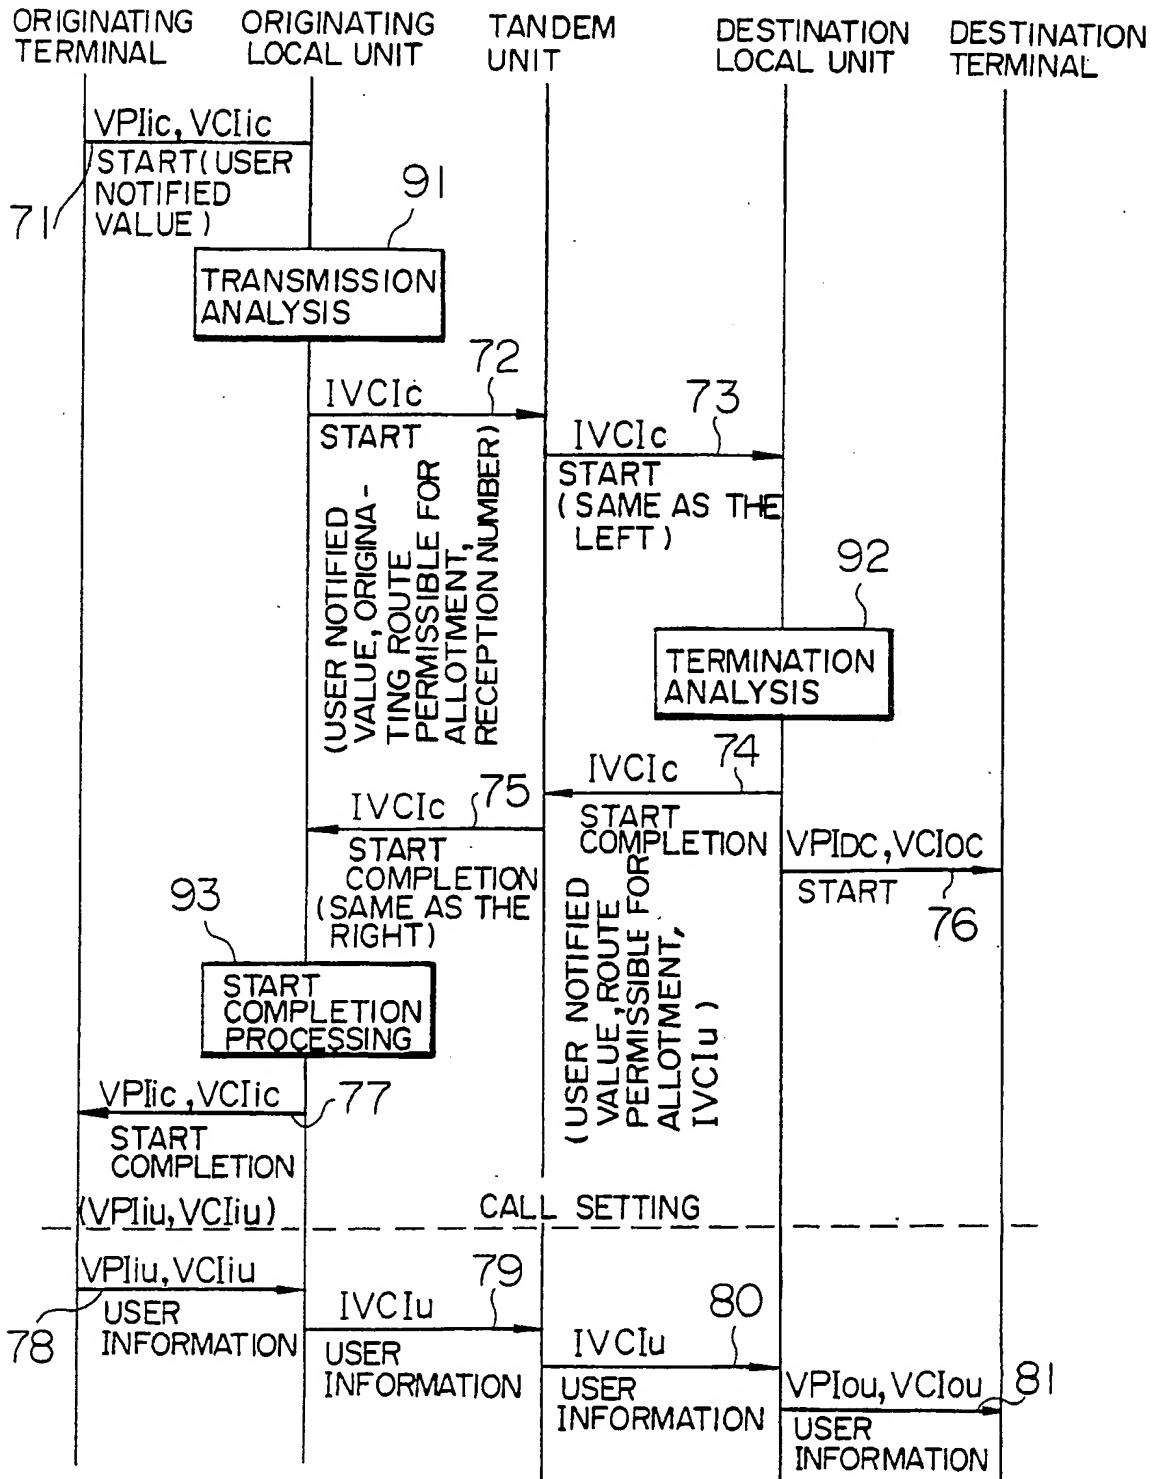 ORIGINATING
TERMINAL
ORIGINATING
LOCAL UNIT
TANDEM
UNIT
DESTINATION
LOCAL UNIT
DESTINATION
TERMINAL
VPIic, VCIic
START(USER
NOTIFIED
VALUE)
71
91
TRANSMISSION
ANALYSIS
72
IVCIc
START
(USER NOTIFIED
VALUE, ORIGINA-
TING ROUTE
PERMISSIBLE FOR
ALLOTMENT,
RECEPTION NUMBER)
73
IVCIc
START
(SAME AS THE
LEFT)
92
TERMINATION
ANALYSIS
74
IVCIc
START
COMPLETION
(USER NOTIFIED
VALUE, ROUTE
PERMISSIBLE FOR
ALLOTMENT,
IVCIu)
75
IVCIc
START
COMPLETION
(SAME AS THE
RIGHT)
VPIDC, VCIOC
START
76
93
START
COMPLETION
PROCESSING
VPIic, VCIic
77
START
COMPLETION
(VPIiu, VCIiu)
CALL SETTING
VPIiu, VCIiu
78
USER
INFORMATION
79
IVCIu
USER
INFORMATION
80
IVCIu
USER
INFORMATION
VPIou, VCIou
81
USER
INFORMATION